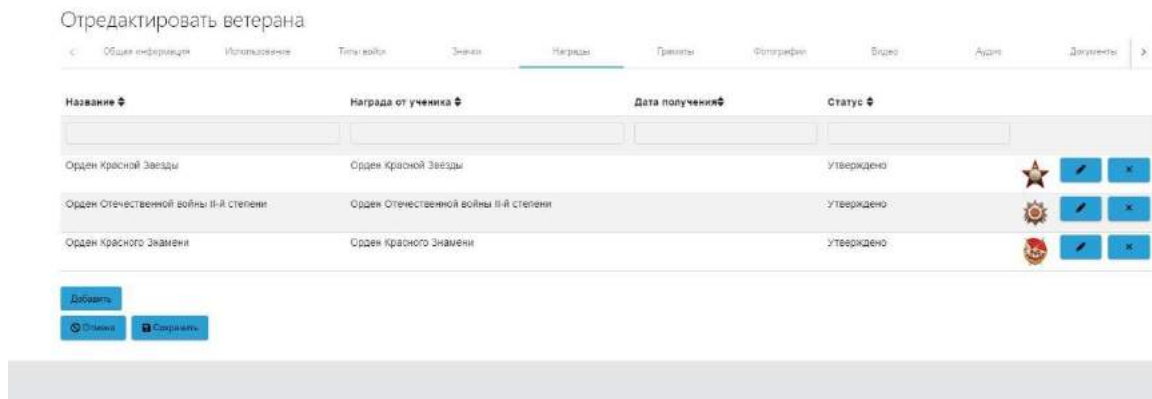 Отредактировать ветерана
Общая информация Использование Типы войск Значки Награды Грамоты Фотографии Видео Аудио Документы
Название Награда от ученика Дата получения Статус
Орден Красной Звезды Орден Красной Звезды Утверждено
Орден Отечественной войны II-й степени Орден Отечественной войны II-й степени Утверждено
Орден Красного Знамени Орден Красного Знамени Утверждено
Добавить
Отмена Сохранить